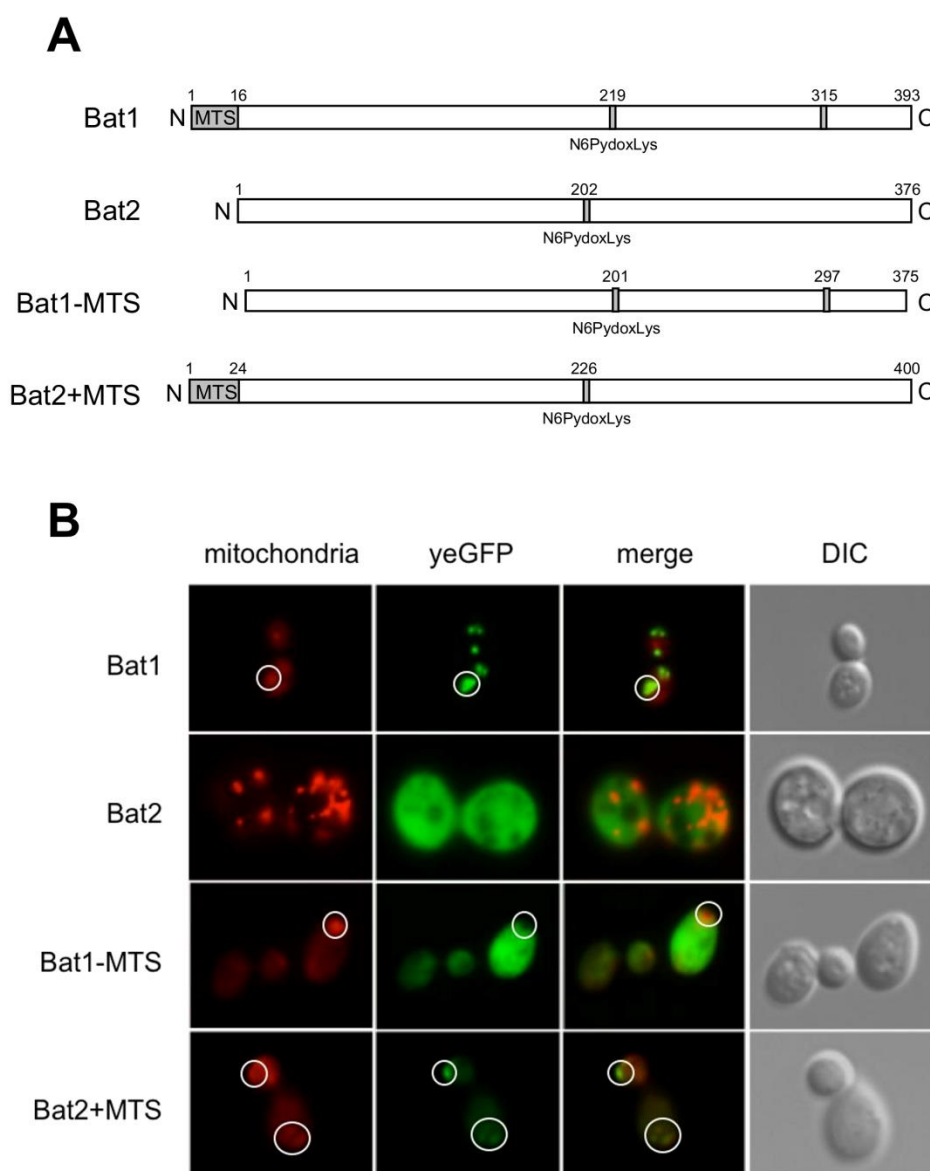 A
1 16 219 315 393
Bat1 N MTS C
N6PydoxLys
1 202 376
Bat2 N C
N6PydoxLys
1 201 297 375
Bat1-MTS N C
N6PydoxLys
1 24 226 400
Bat2+MTS N MTS C
N6PydoxLys
B
mitochondria yeGFP merge DIC
Bat1
Bat2
Bat1-MTS
Bat2+MTS